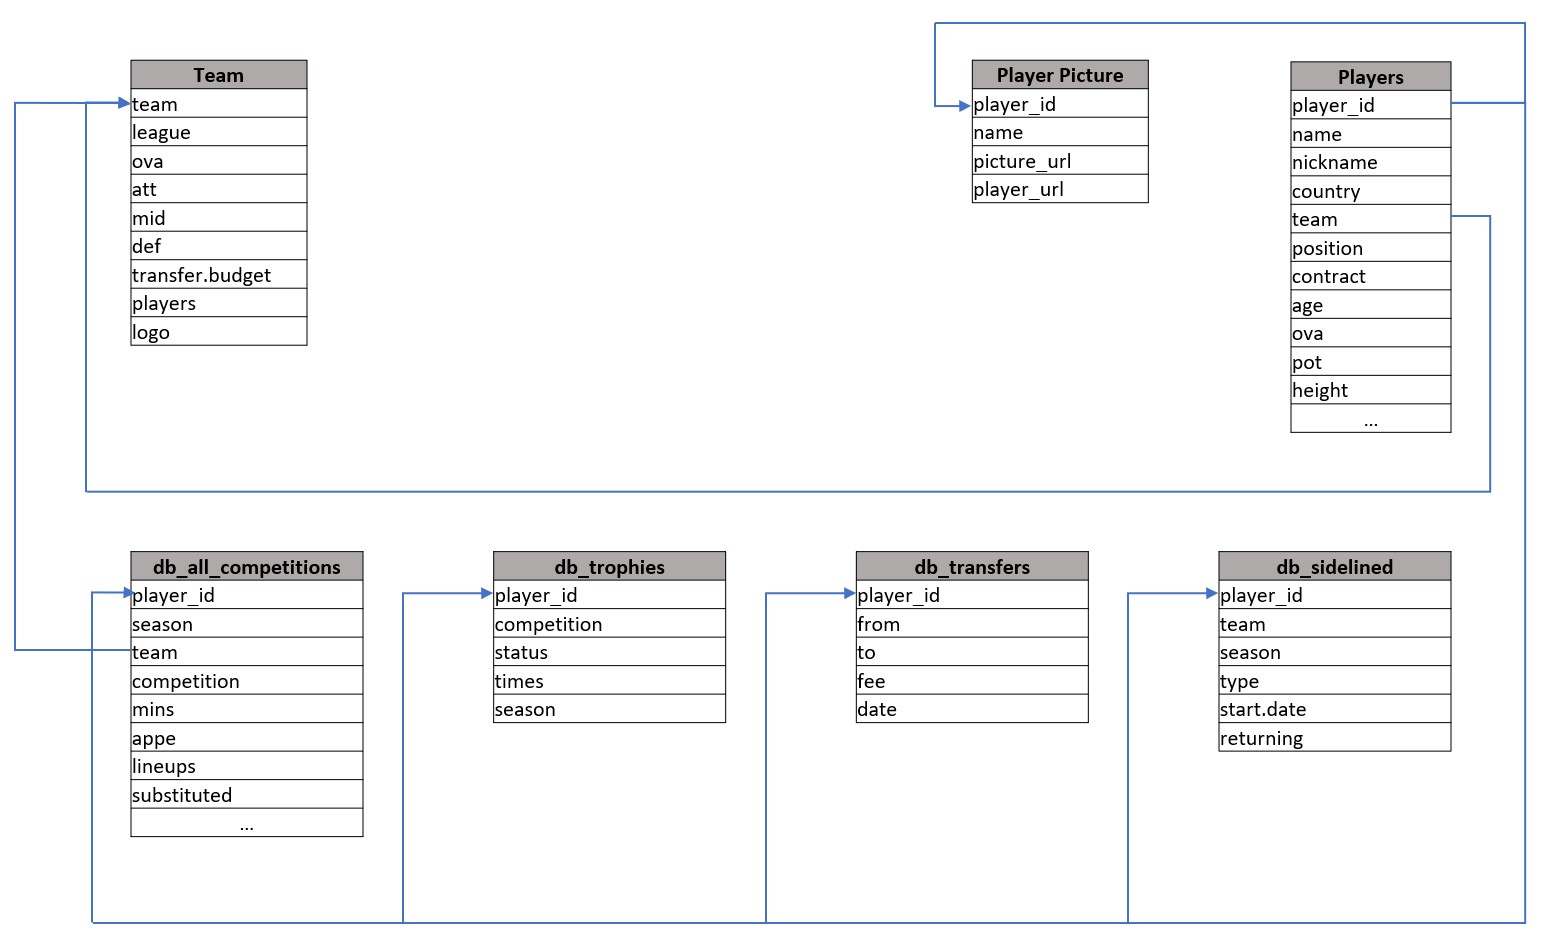 Team
team
league
ova
att
mid
def
transfer.budget
players
logo
Player Picture
player_id
name
picture_url
player_url
Players
player_id
name
nickname
country
team
position
contract
age
ova
pot
height
...
db_all_competitions
player_id
season
team
competition
mins
appe
lineups
substituted
...
db_trophies
player_id
competition
status
times
season
db_transfers
player_id
from
to
fee
date
db_sidelined
player_id
team
season
type
start.date
returning